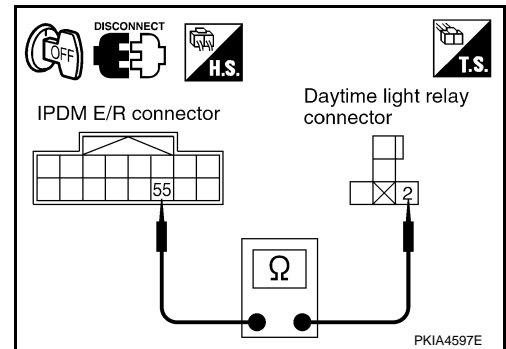 OFF
DISCONNECT
H.S.
T.S.
IPDM E/R connector
Daytime light relay
connector
55
2
Ω
PKIA4597E